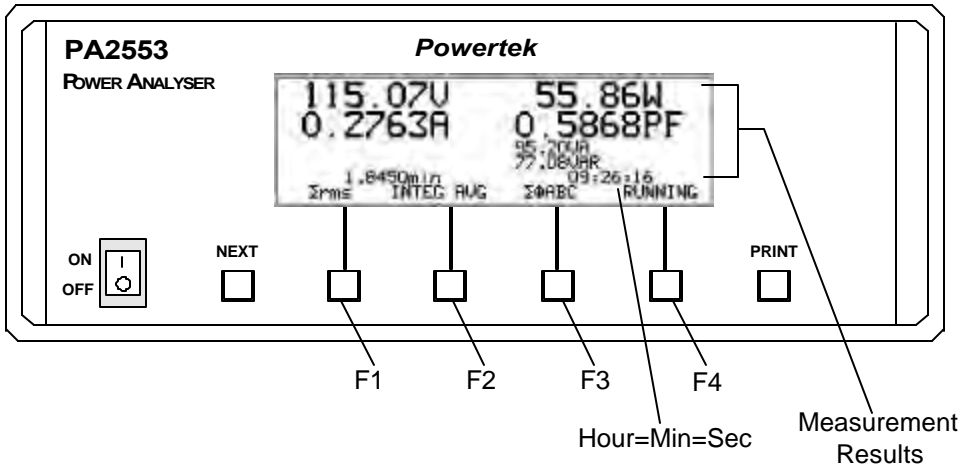 PA2553
Powertek
POWER ANALYSER
115.07V 55.86W
0.2763A 0.5868PF
95.20VA
77.08VAR
1.8450min 09:26:16
Σrms INTEG AVG ΣΦABC RUNNING
ON
OFF
NEXT
PRINT
F1 F2 F3 F4
Hour=Min=Sec
Measurement
Results